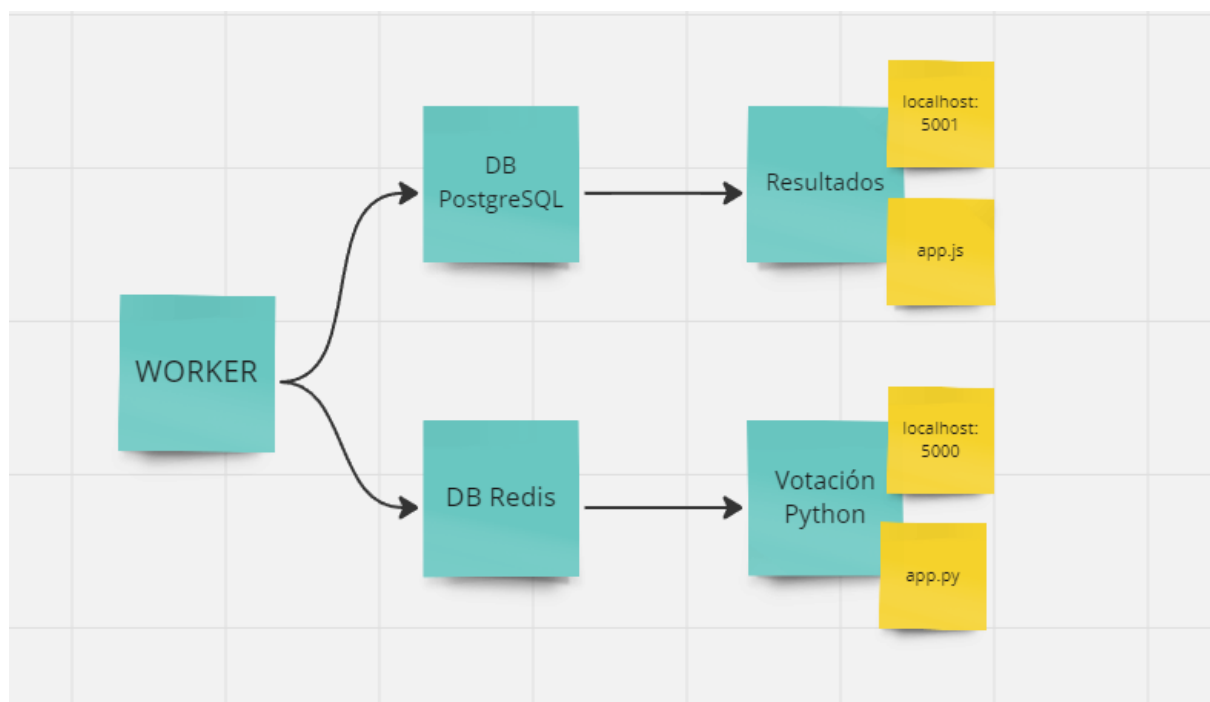 DB
PostgreSQL
Resultados
localhost:
5001
app.js
WORKER
DB Redis
Votación
Python
localhost:
5000
app.py